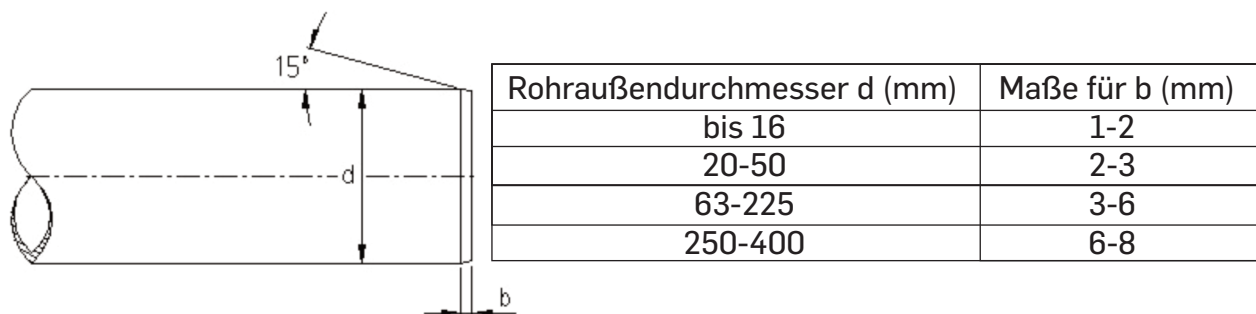 15°
d
b
Rohraußendurchmesser d (mm) Maße für b (mm)
bis 16 1-2
20-50 2-3
63-225 3-6
250-400 6-8